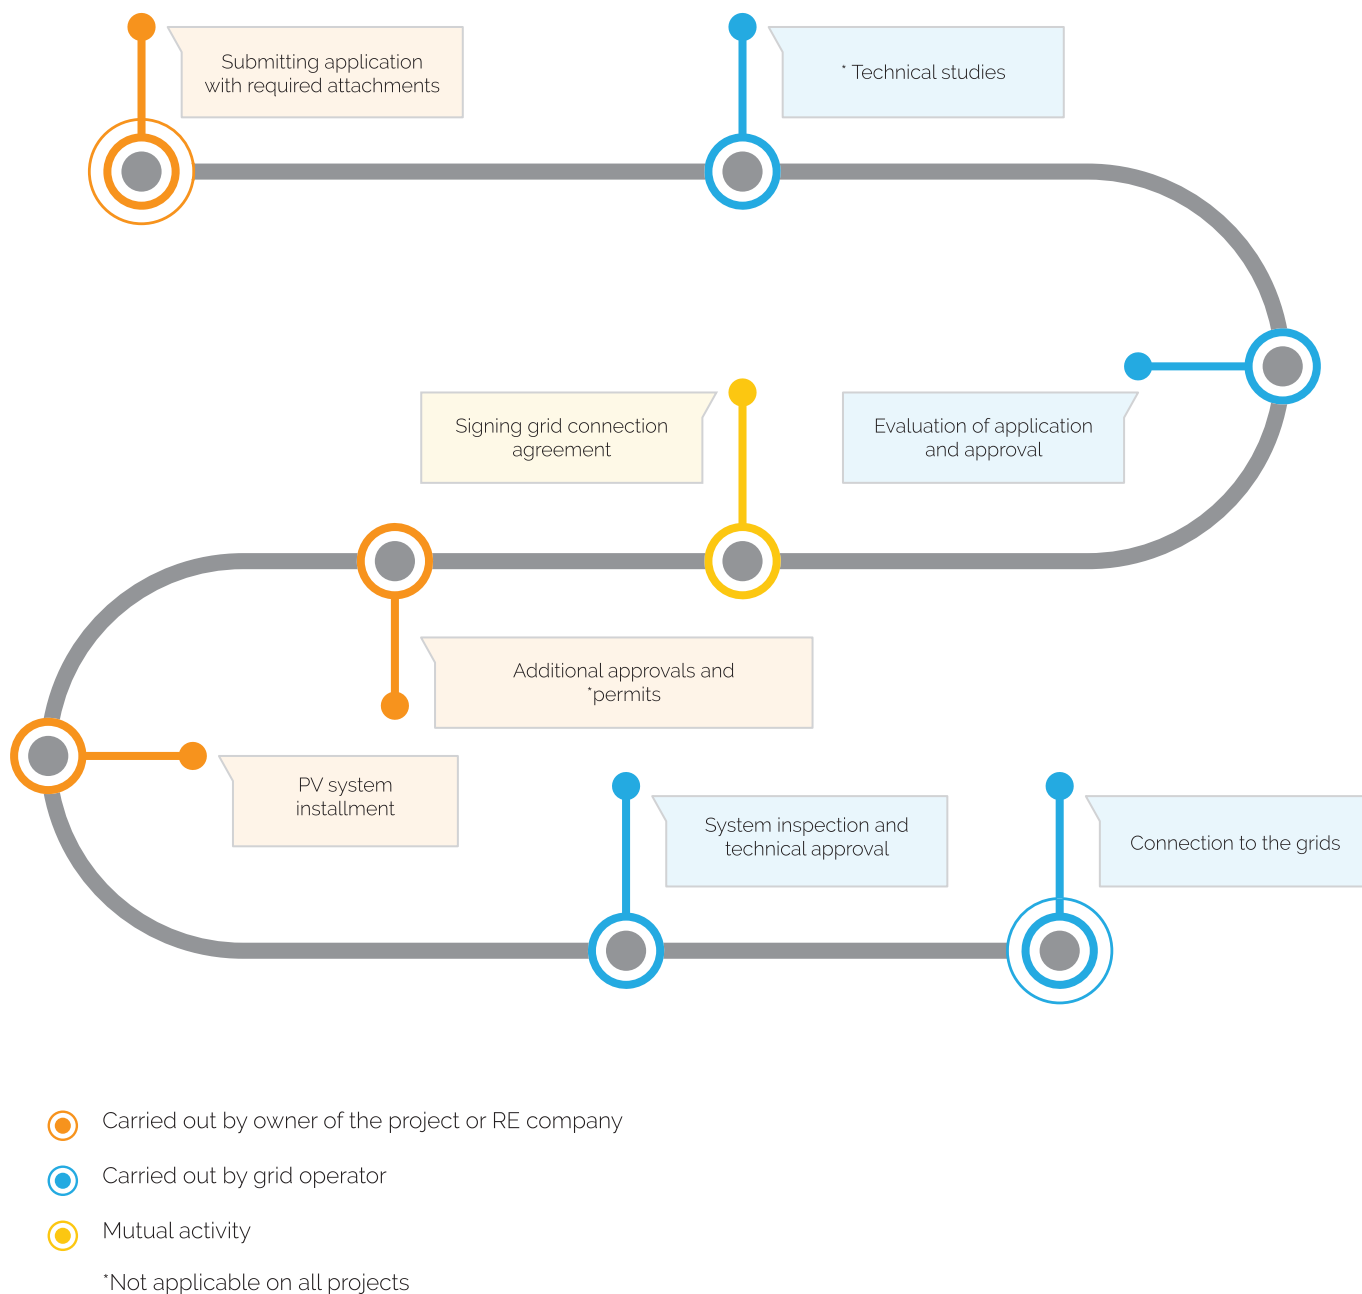 Submitting application
with required attachments
* Technical studies
Evaluation of application
and approval
Signing grid connection
agreement
Additional approvals and
*permits
PV system
installment
System inspection and
technical approval
Connection to the grids
Carried out by owner of the project or RE company
Carried out by grid operator
Mutual activity
*Not applicable on all projects